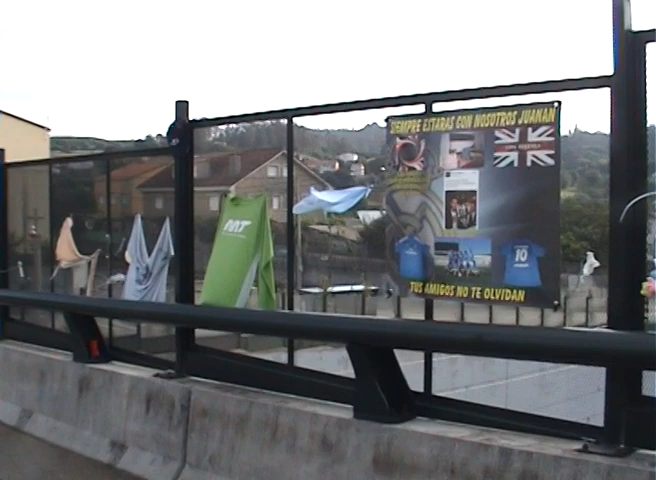 SIEMPRE ESTARAS CON NOSOTROS JUANAN
MT
10
TUS AMIGOS NO TE OLVIDAN